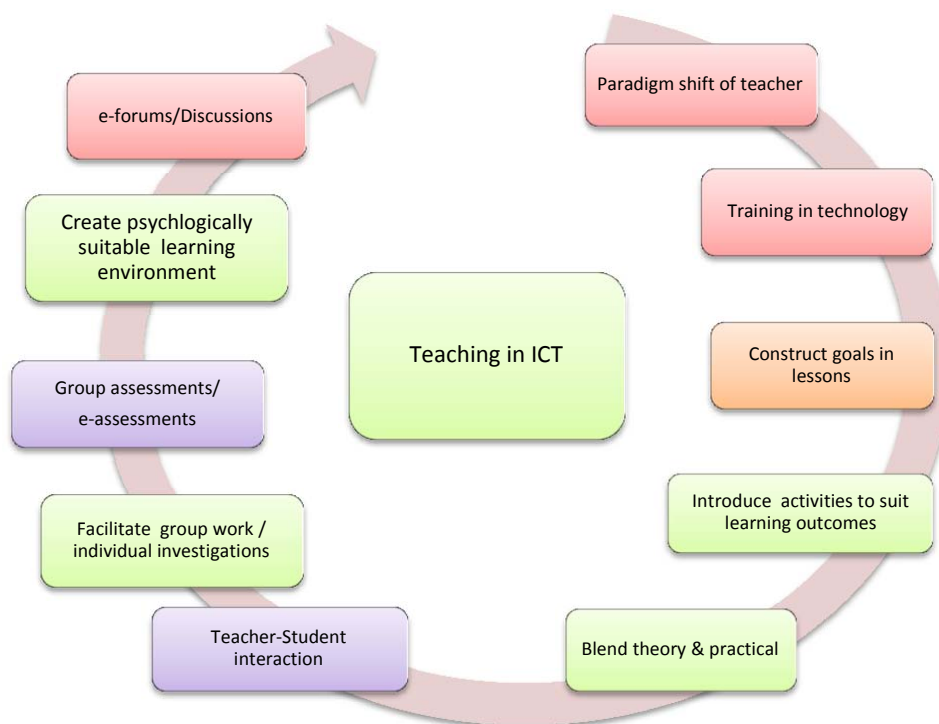 Paradigm shift of teacher
Training in technology
Construct goals in
lessons
Introduce activities to suit
learning outcomes
Blend theory & practical
Teacher-Student
interaction
Facilitate group work /
individual investigations
Group assessments/
e-assessments
Create psychlogically
suitable learning
environment
e-forums/Discussions
Teaching in ICT